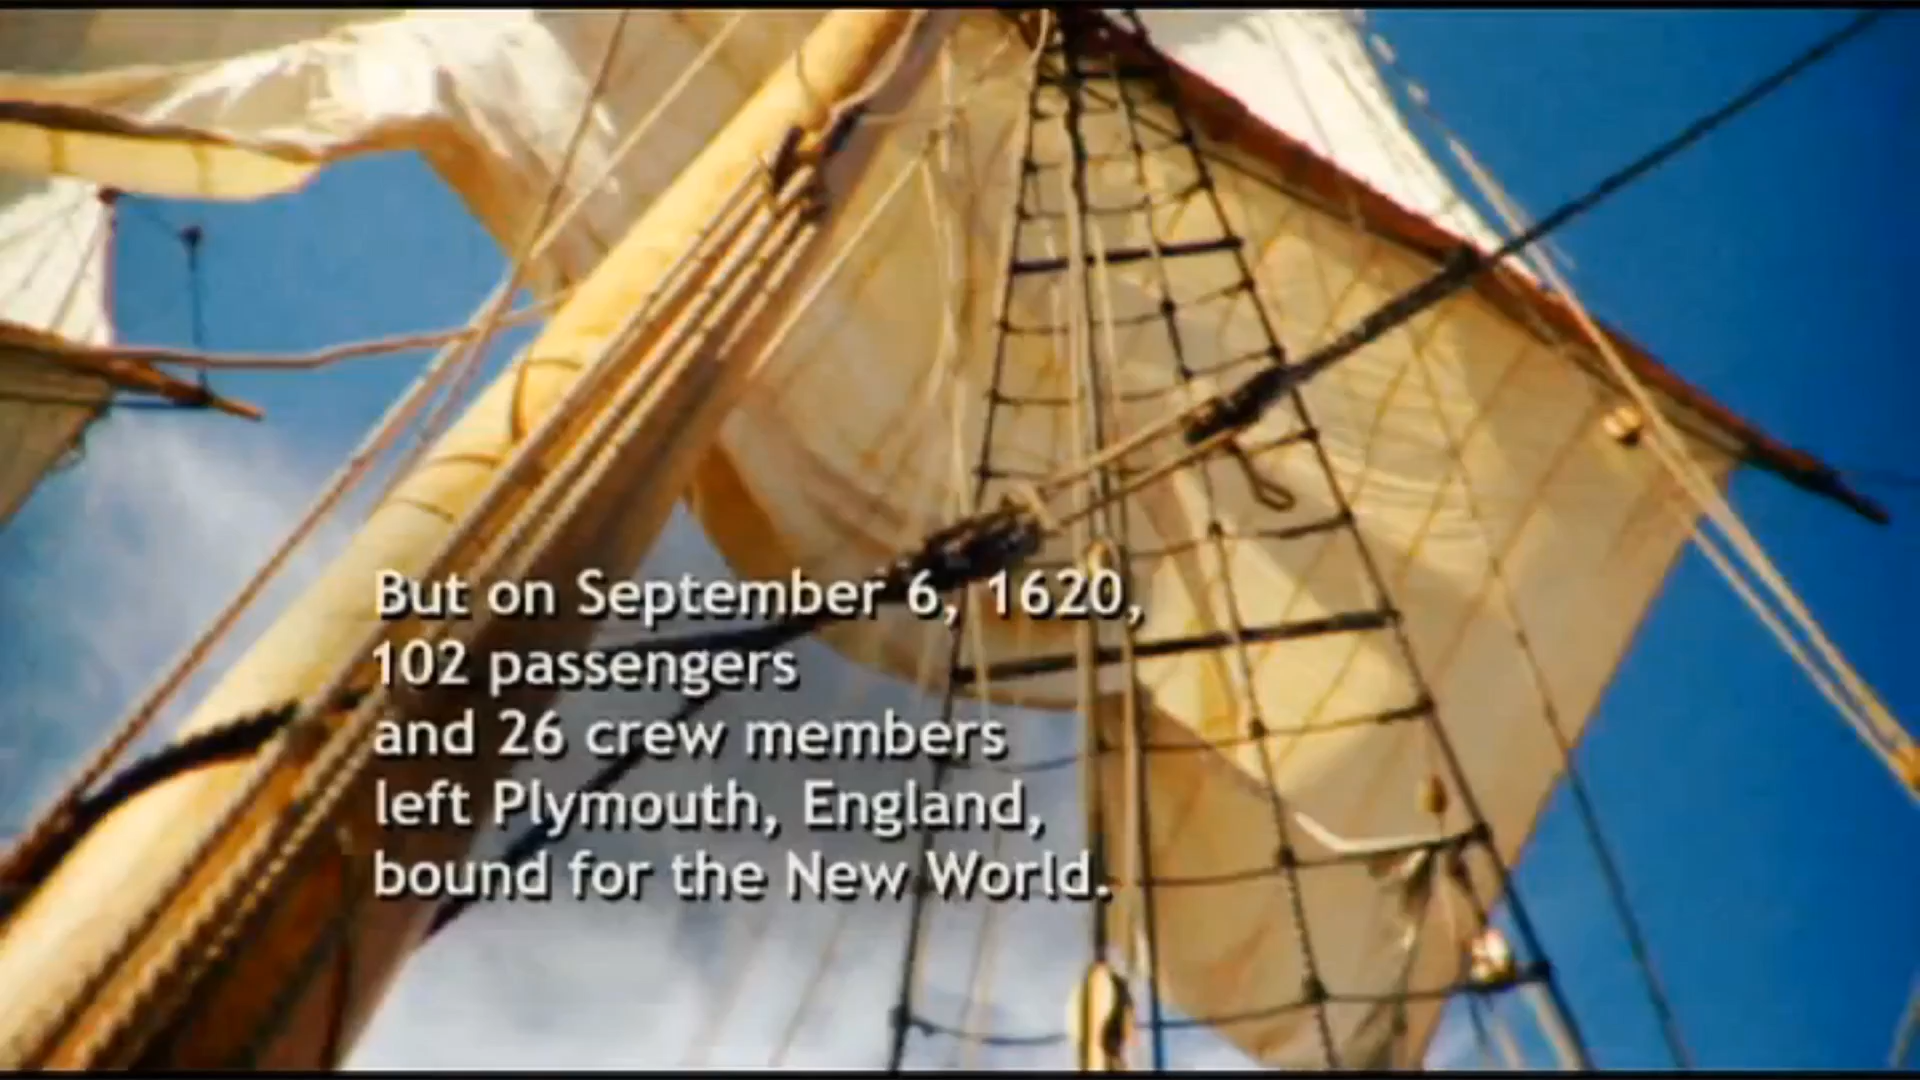 But on September 6, 1620,
102 passengers
and 26 crew members
left Plymouth, England,
bound for the New World.